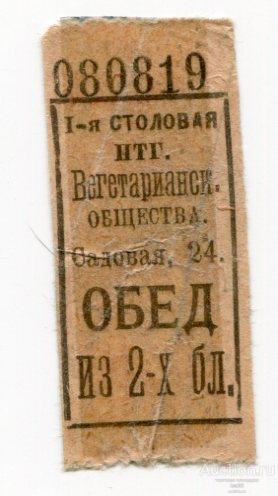 080819
I-я СТОЛОВАЯ
ПТГ.
Вегетарианск.
ОБЩЕСТВА.
Садовая, 24.
ОБЕД
из 2-х бл.